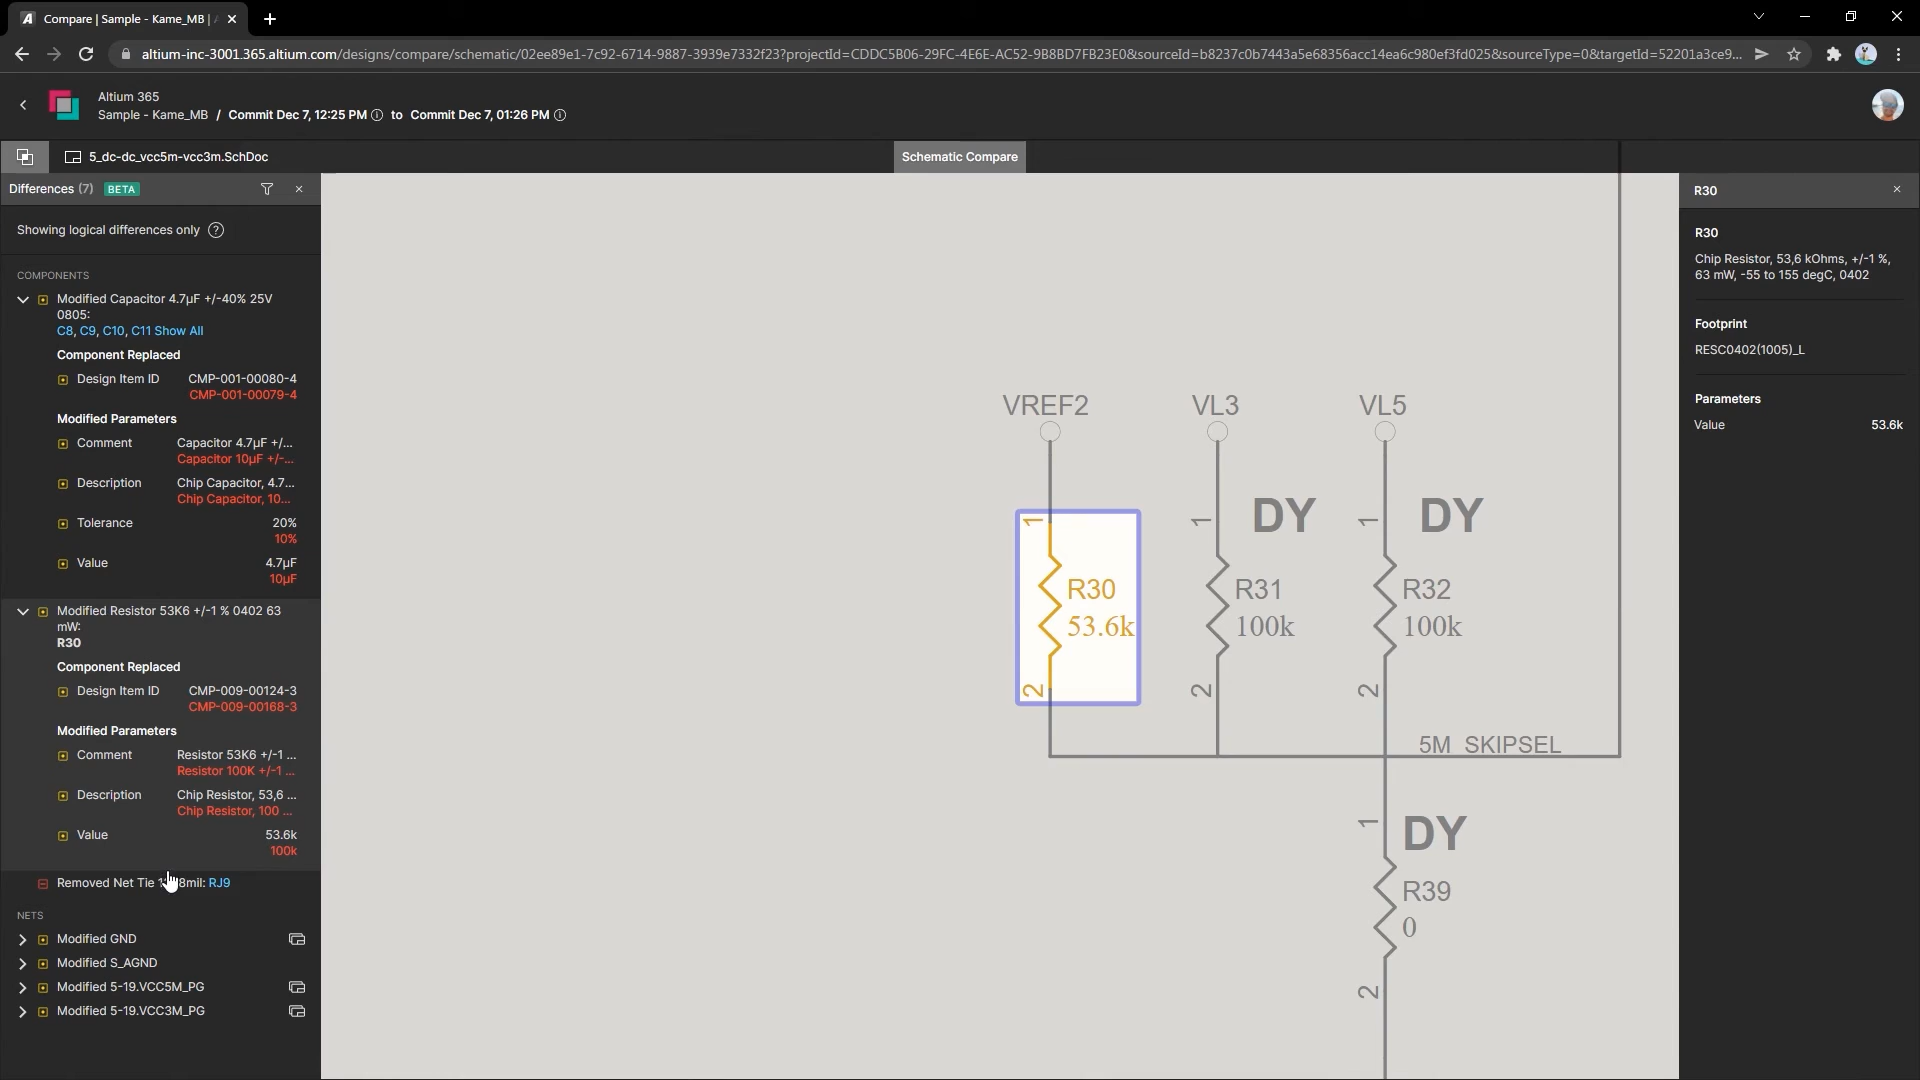 Compare | Sample - Kame_MB |
altium-inc-3001.365.altium.com/designs/compare/schematic/02ee89e1-7c92-6714-9887-3939e7332f23?projectId=CDDC5B06-29FC-4E6E-AC52-9B8BD7FB23E0&sourceId=b8237c0b7443a5e68356acc14ea6c980ef3fd025&sourceType=0&targetId=52201a3ce9...
Altium 365
Sample - Kame_MB / Commit Dec 7, 12:25 PM to Commit Dec 7, 01:26 PM
5_dc-dc_vcc5m-vcc3m.SchDoc
Schematic Compare
Differences (7) BETA
Showing logical differences only ?
COMPONENTS
Modified Capacitor 4.7µF +/-40% 25V
0805:
C8, C9, C10, C11 Show All
Component Replaced
Design Item ID CMP-001-00080-4
CMP-001-00079-4
Modified Parameters
Comment Capacitor 4.7µF +/...
Capacitor 10µF +/-...
Description Chip Capacitor, 4.7...
Chip Capacitor, 10...
Tolerance 20%
10%
Value 4.7µF
10µF
Modified Resistor 53K6 +/-1 % 0402 63
mW:
R30
Component Replaced
Design Item ID CMP-009-00124-3
CMP-009-00168-3
Modified Parameters
Comment Resistor 53K6 +/-1 ...
Resistor 100K +/-1 ...
Description Chip Resistor, 53,6 ...
Chip Resistor, 100 ...
Value 53.6k
100k
Removed Net Tie RJ9
NETS
Modified GND
Modified S_AGND
Modified 5-19.VCC5M_PG
Modified 5-19.VCC3M_PG
VREF2 VL3 VL5
1 1 DY 1 DY
R30 R31 R32
53.6k 100k 100k
2 2 2
5M_SKIPSEL
1 DY
R39
0
2
R30
R30
Chip Resistor, 53,6 kOhms, +/-1 %,
63 mW, -55 to 155 degC, 0402
Footprint
RESC0402(1005)_L
Parameters
Value 53.6k